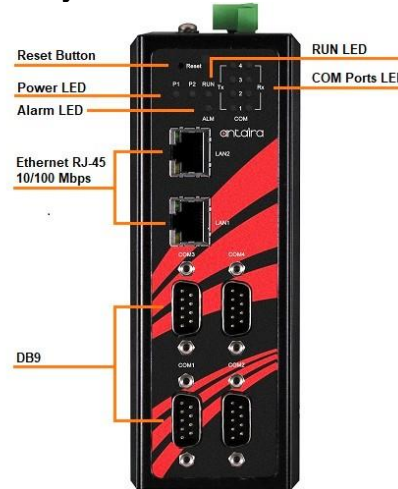 Reset Button
Power LED
Alarm LED
Ethernet RJ-45
10/100 Mbps
DB9
RUN LED
COM Ports LED
Reset
P1 P2 RUN Tx Rx
4
3
2
1
ALM COM
antaira
LAN2
LAN1
COM3 COM4
COM1 COM2